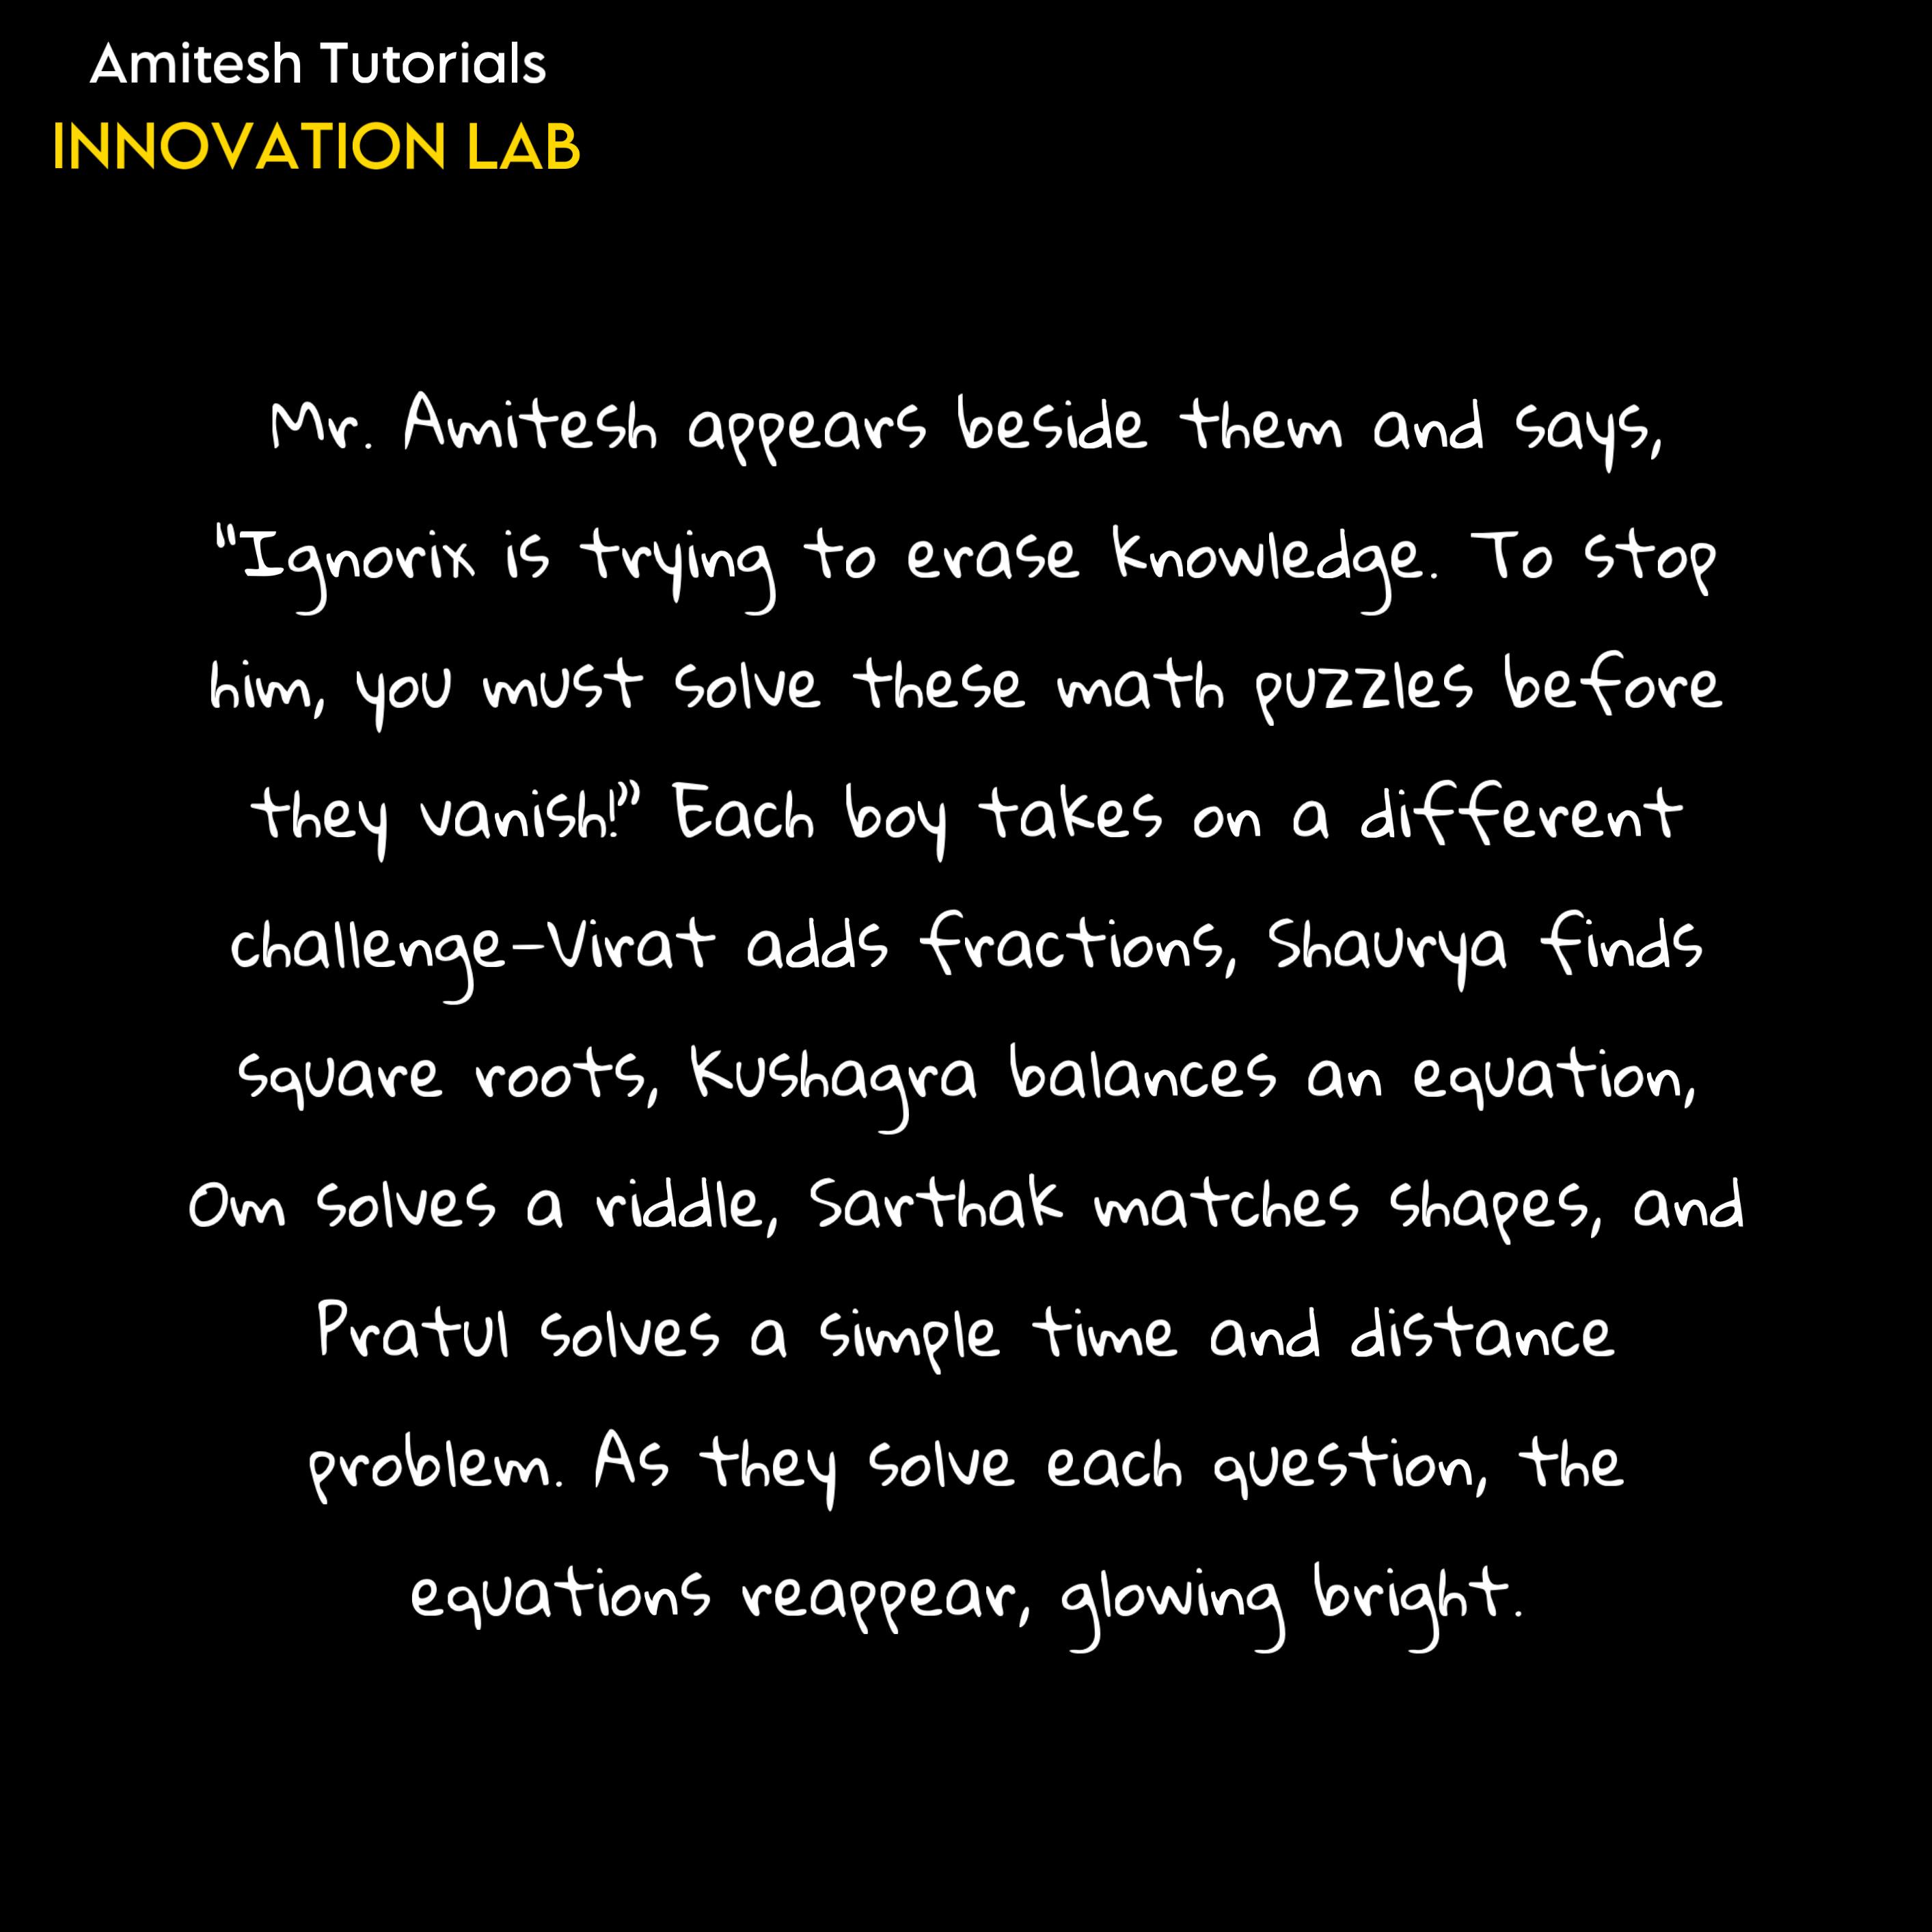 Amitesh Tutorials
INNOVATION LAB
Mr. Amitesh appears beside them and says,
"Ignorix is trying to erase knowledge. To stop
him, you must solve these math puzzles before
they vanish!” Each boy takes on a different
challenge—Virat adds fractions, Shaurya finds
square roots, Kushagra balances an equation,
Om solves a riddle, Sarthak matches shapes, and
Pratul solves a simple time and distance
problem. As they solve each question, the
equations reappear, glowing bright.